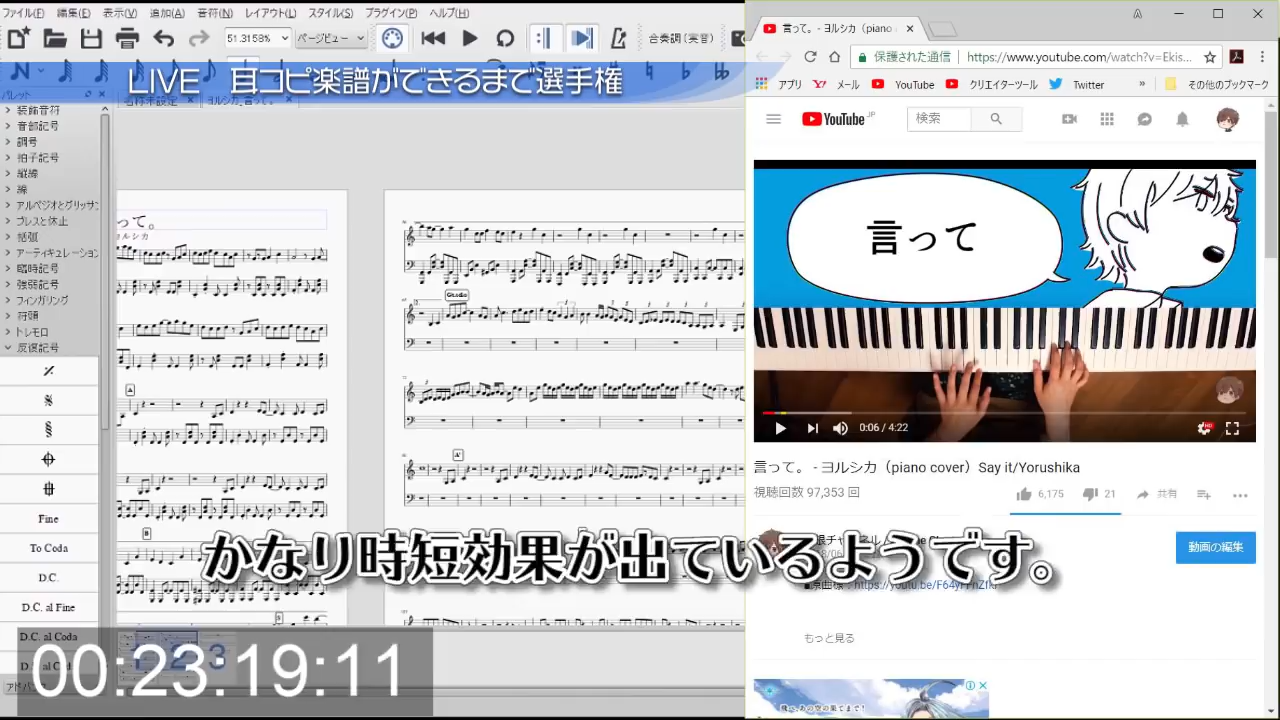 ファイル(F) 編集(E) 表示(V) 追加(A) 音符(N) レイアウト(L) スタイル(S) プラグイン(P) ヘルプ(H)
51.3158% ページビュー 合奏調(実音)
LIVE 耳コピ楽譜ができるまで選手権
装飾音符
音部記号
調号
拍子記号
縦線
線
アルペジオとグリッサン
ブレスと休止
括弧
アーティキュレーション
臨時記号
強弱記号
フィンガリング
符頭
トレモロ
反復記号
Fine
To Coda
D.C.
D.C. al Fine
D.C. al Coda
って。
ヨルシカ
A
B
A'
かなり時短効果が出ているようです。
00:23:19:11
言って。 - ヨルシカ（piano
保護された通信 https://www.youtube.com/watch?v=Ekis...
アプリ メール YouTube クリエイターツール Twitter » その他のブックマーク
YouTube JP 検索
言って
0:06 / 4:22
言って。 - ヨルシカ（piano cover）Say it/Yorushika
視聴回数 97,353 回
6,175 21 共有
動画の編集
もっと見る